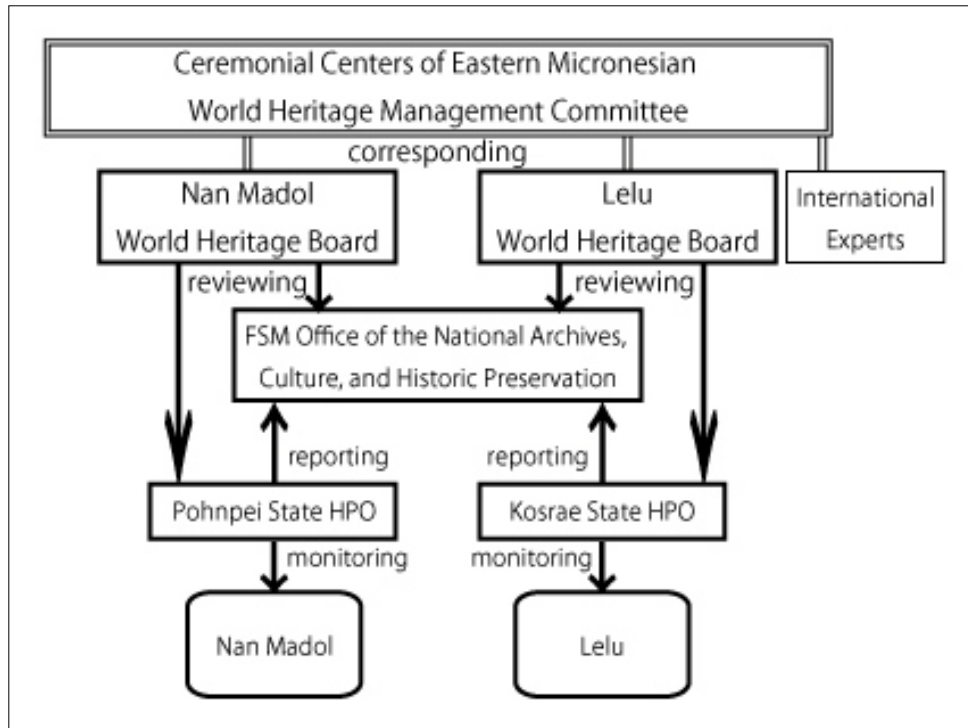 Ceremonial Centers of Eastern Micronesian
World Heritage Management Committee
corresponding
Nan Madol
World Heritage Board
Lelu
World Heritage Board
International
Experts
reviewing
reviewing
FSM Office of the National Archives,
Culture, and Historic Preservation
reporting
reporting
Pohnpei State HPO
Kosrae State HPO
monitoring
monitoring
Nan Madol
Lelu